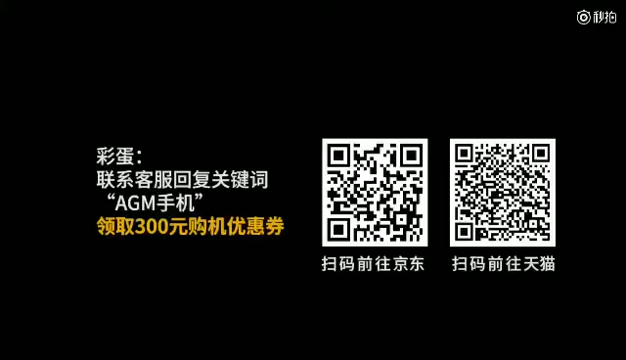 秒拍
彩蛋：
联系客服回复关键词
“AGM手机”
领取300元购机优惠券
扫码前往京东
扫码前往天猫